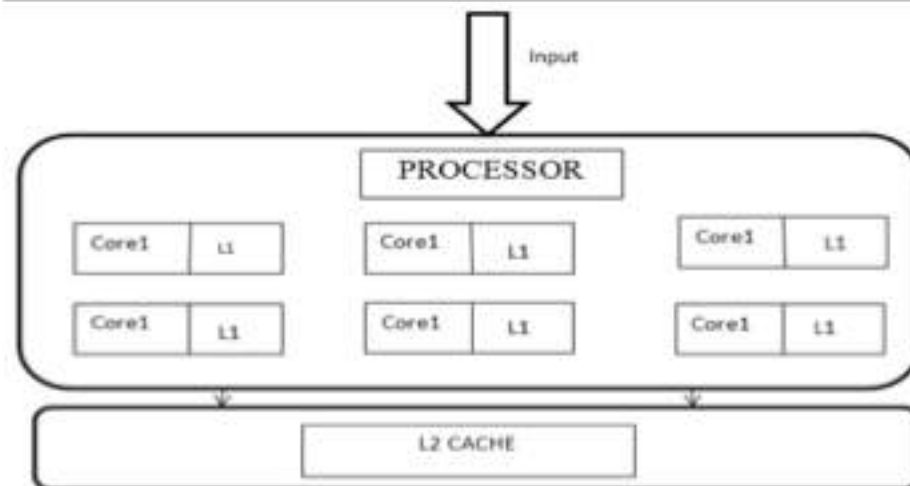 Input
PROCESSOR
Core1 L1 Core1 L1 Core1 L1
Core1 L1 Core1 L1 Core1 L1
L2 CACHE